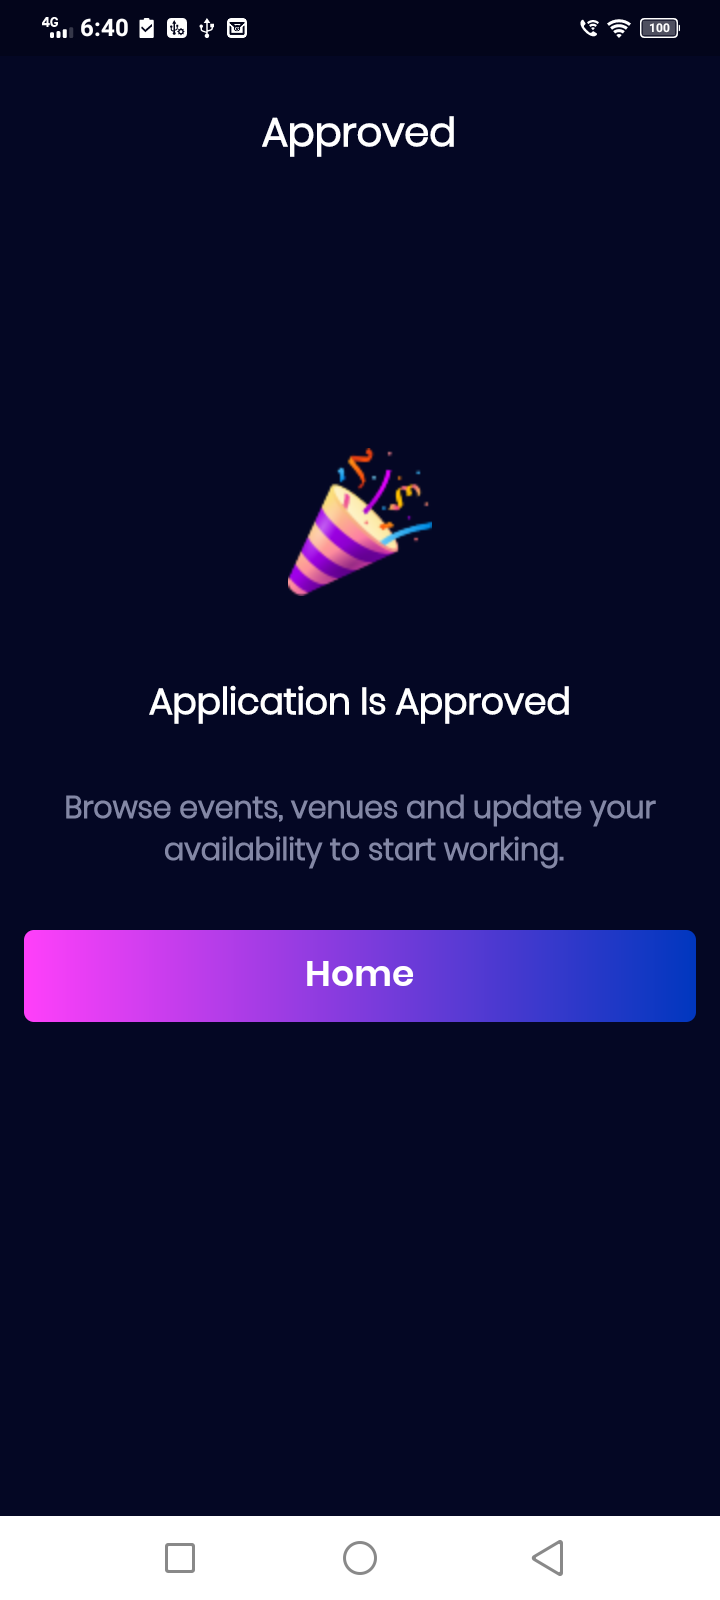 4G 6:40 100
Approved
Application Is Approved
Browse events, venues and update your
availability to start working.
Home